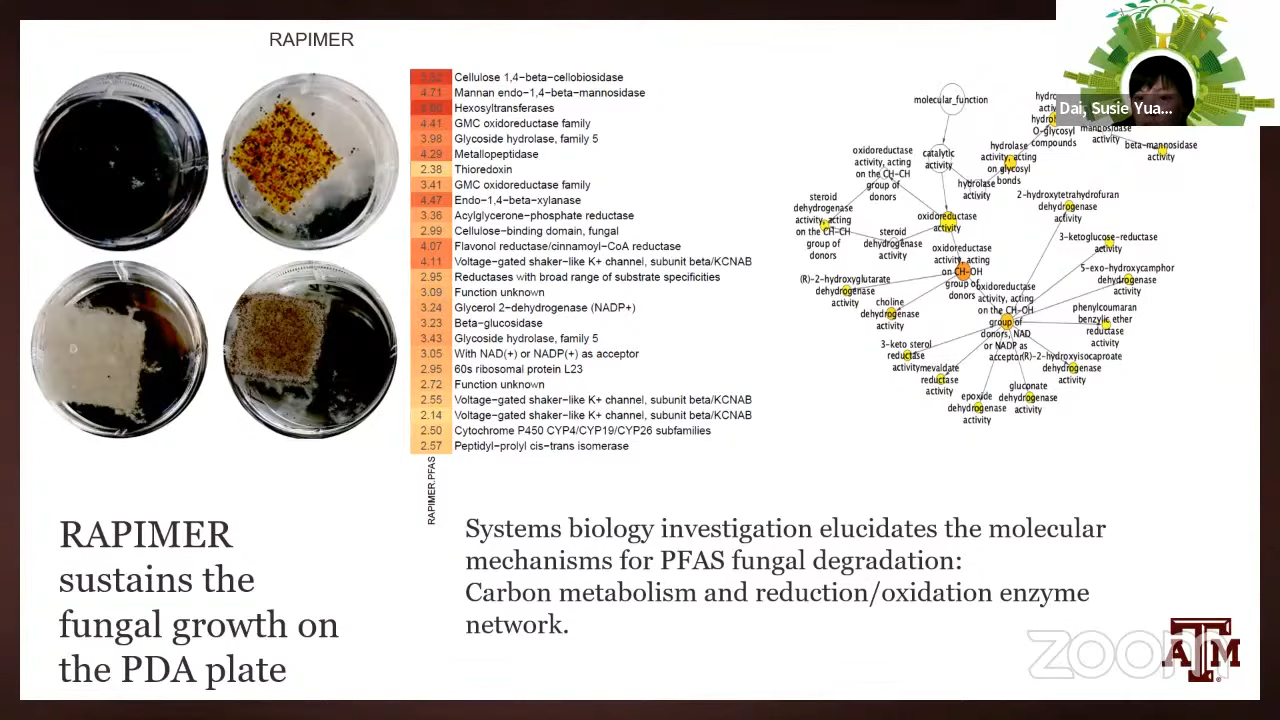 RAPIMER
4.71 Mannan endo−1,4−beta−mannosidase
Cellulose 1,4−beta−cellobiosidase
Hexosyltransferases
4.41 GMC oxidoreductase family
3.98 Glycoside hydrolase, family 5
4.29 Metallopeptidase
2.38 Thioredoxin
3.41 GMC oxidoreductase family
4.47 Endo−1,4−beta−xylanase
3.36 Acylglycerone−phosphate reductase
2.99 Cellulose−binding domain, fungal
4.07 Flavonol reductase/cinnamoyl−CoA reductase
4.11 Voltage−gated shaker−like K+ channel, subunit beta/KCNAB
2.95 Reductases with broad range of substrate specificities
3.09 Function unknown
3.24 Glycerol 2−dehydrogenase (NADP+)
3.23 Beta−glucosidase
3.43 Glycoside hydrolase, family 5
3.05 With NAD(+) or NADP(+) as acceptor
2.95 60s ribosomal protein L23
2.72 Function unknown
2.55 Voltage−gated shaker−like K+ channel, subunit beta/KCNAB
2.14 Voltage−gated shaker−like K+ channel, subunit beta/KCNAB
2.50 Cytochrome P450 CYP4/CYP19/CYP26 subfamilies
2.57 Peptidyl−prolyl cis−trans isomerase
RAPIMER.PFAS
molecular_function
catalytic
activity
oxidoreductase
activity, acting
on the CH-CH
group of
donors
hydrolase
activity, acting
on glycosyl
bonds
hydrolase
activity
O-glycosyl
compounds
mannosidase
activity
beta-mannosidase
activity
steroid
dehydrogenase
activity, acting
on the CH-CH
group of
donors
steroid
dehydrogenase
activity
oxidoreductase
activity
oxidoreductase
activity, acting
on CH-OH
group of
donors
2-hydroxytetrahydrofuran
dehydrogenase
activity
3-ketoglucose-reductase
activity
5-exo-hydroxycamphor
dehydrogenase
activity
(R)-2-hydroxyglutarate
dehydrogenase
activity
choline
dehydrogenase
activity
oxidoreductase
activity, acting
on the CH-OH
group of
donors, NAD
or NADP as
acceptor
phenylcoumaran
benzylic ether
reductase
activity
3-keto sterol
reductase
activity
mevaldate
reductase
activity
(R)-2-hydroxyisocaproate
dehydrogenase
activity
epoxide
dehydrogenase
activity
gluconate
dehydrogenase
activity
Dai, Susie Yua...
RAPIMER
sustains the
fungal growth on
the PDA plate
Systems biology investigation elucidates the molecular
mechanisms for PFAS fungal degradation:
Carbon metabolism and reduction/oxidation enzyme
network.
zoom
ATM